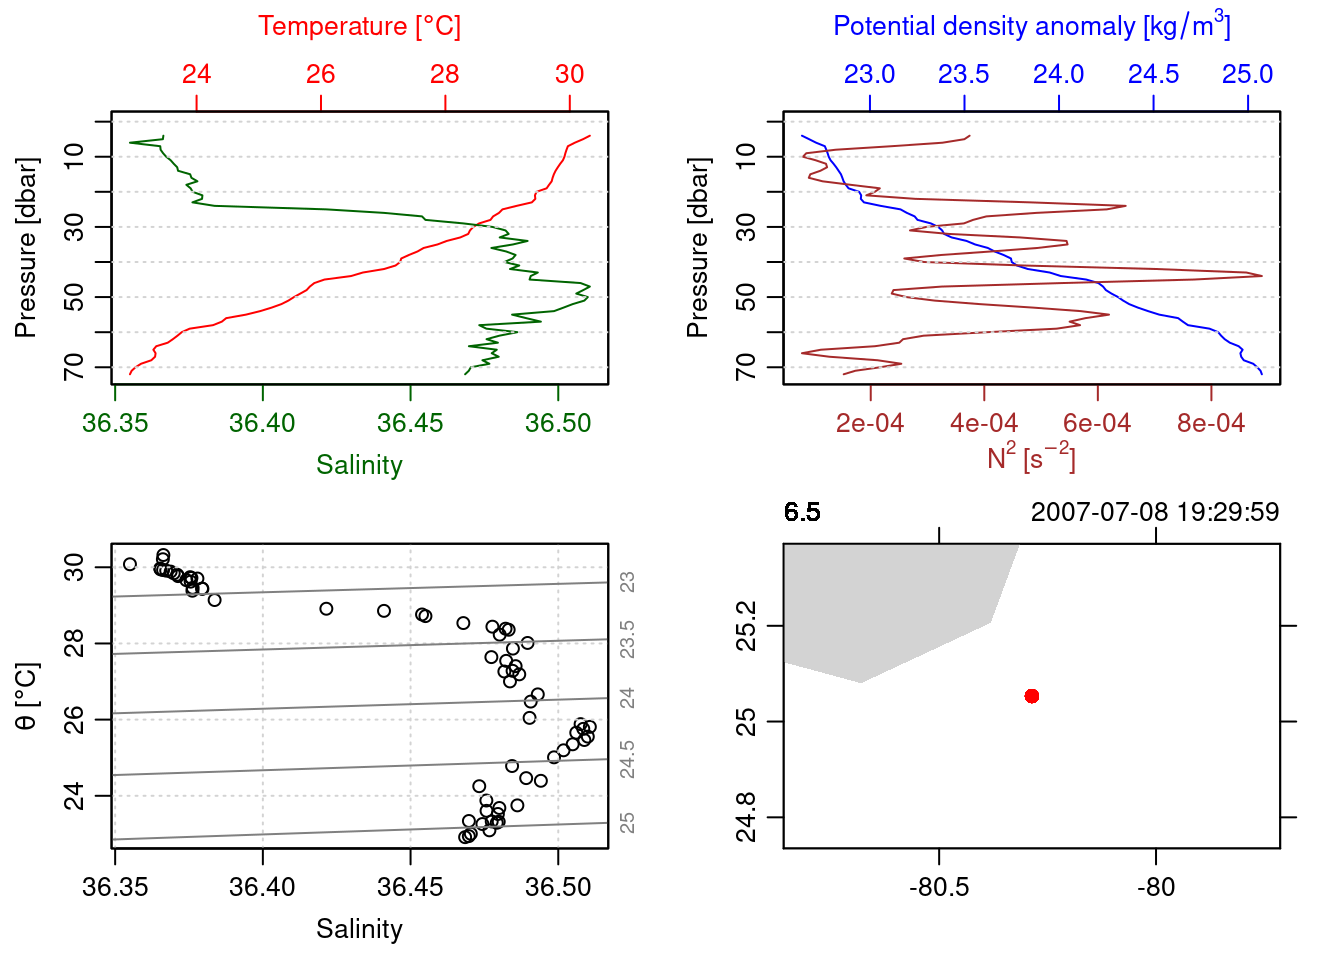 Temperature [°C]
24 26 28 30
Pressure [dbar]
10 30 50 70
36.35 36.40 36.45 36.50
Salinity
Potential density anomaly [kg/m³]
23.0 23.5 24.0 24.5 25.0
Pressure [dbar]
10 30 50 70
2e-04 4e-04 6e-04 8e-04
N² [s⁻²]
θ [°C]
30 28 26 24
23 23.5 24 24.5 25
36.35 36.40 36.45 36.50
Salinity
6.5 2007-07-08 19:29:59
25.2 25 24.8
-80.5 -80